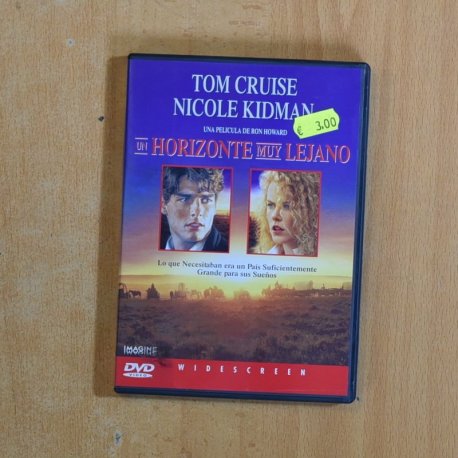 TOM CRUISE
NICOLE KIDMAN
€ 3.00
UNA PELICULA DE RON HOWARD
UN HORIZONTE MUY LEJANO
Lo que Necesitaban era un País Suficientemente
Grande para sus Sueños
IMAGINE
DVD WIDESCREEN
VIDEO